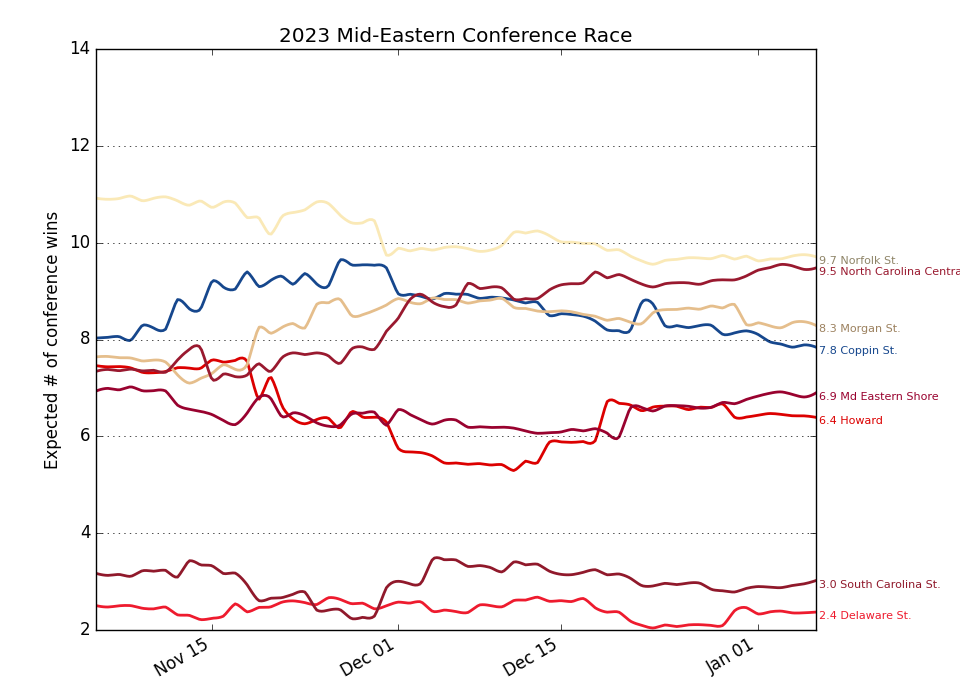 2023 Mid-Eastern Conference Race
14
12
10
8
6
4
2
Expected # of conference wins
Nov 15
Dec 01
Dec 15
Jan 01
9.7 Norfolk St.
9.5 North Carolina Centra
8.3 Morgan St.
7.8 Coppin St.
6.9 Md Eastern Shore
6.4 Howard
3.0 South Carolina St.
2.4 Delaware St.